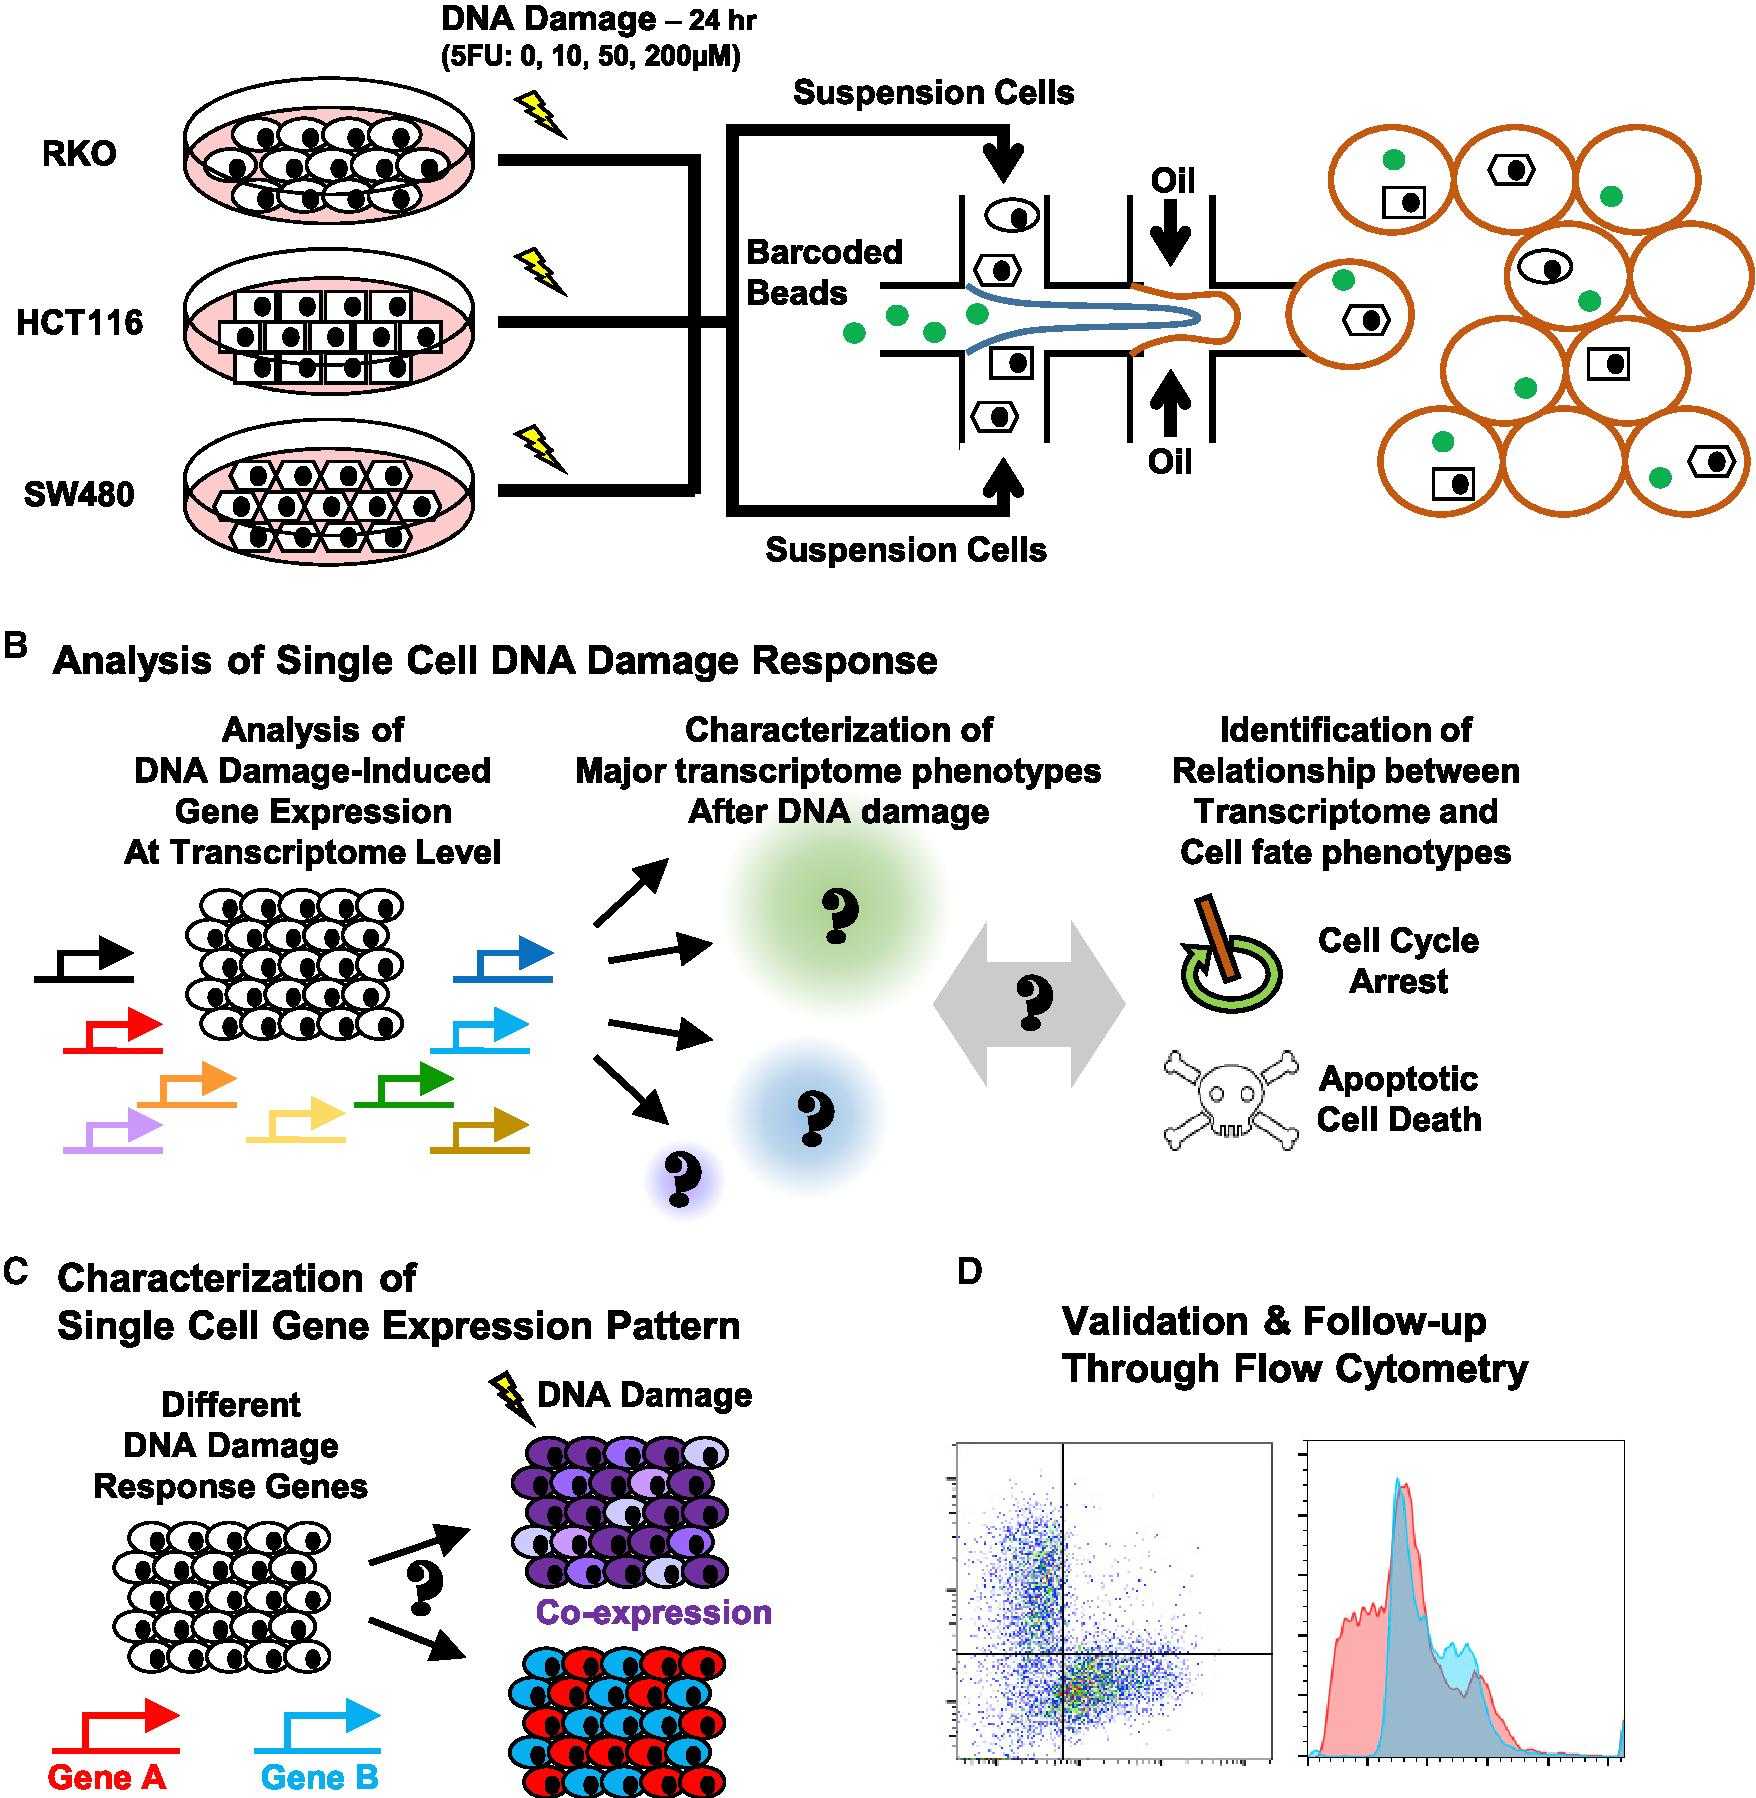 DNA Damage – 24 hr
(5FU: 0, 10, 50, 200µM)
RKO
HCT116
SW480
Suspension Cells
Barcoded
Beads
Oil
Oil
Suspension Cells
B
Analysis of Single Cell DNA Damage Response
Analysis of
DNA Damage-Induced
Gene Expression
At Transcriptome Level
Characterization of
Major transcriptome phenotypes
After DNA damage
?
?
?
?
Identification of
Relationship between
Transcriptome and
Cell fate phenotypes
Cell Cycle
Arrest
Apoptotic
Cell Death
C
Characterization of
Single Cell Gene Expression Pattern
Different
DNA Damage
Response Genes
?
DNA Damage
Co-expression
Gene A
Gene B
D
Validation & Follow-up
Through Flow Cytometry